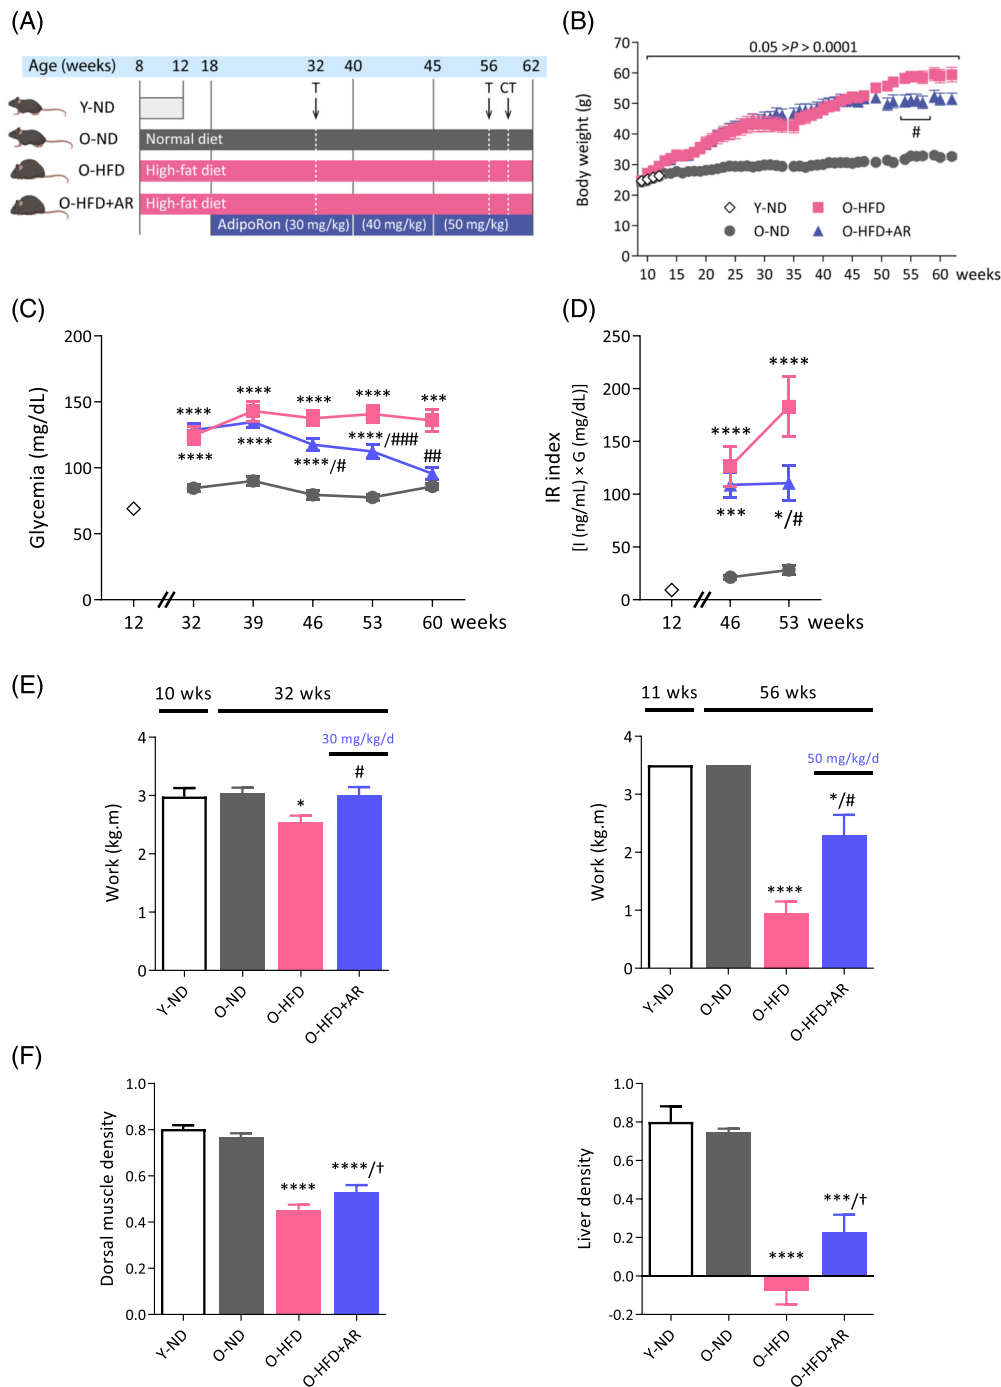 (A)
Age (weeks) 8 12 18 32 40 45 56 62
T T CT
Y-ND
O-ND Normal diet
O-HFD High-fat diet
O-HFD+AR High-fat diet
AdipoRon (30 mg/kg) (40 mg/kg) (50 mg/kg)
(B)
0.05 >P > 0.0001
Body weight (g)
70
60
50
40
30
20
10
0
#
Y-ND O-HFD
O-ND O-HFD+AR
10 15 20 25 30 35 40 45 50 55 60 weeks
(C)
Glycemia (mg/dL)
200
150
100
50
0
**** **** **** **** ***
**** **** ****/# ****/### ##
12 32 39 46 53 60 weeks
(D)
IR index
[I (ng/mL) × G (mg/dL)]
250
200
150
100
50
0
****
****
***
*/#
12 46 53 weeks
(E)
10 wks 32 wks
30 mg/kg/d
Work (kg.m)
4
3
2
1
0
*
#
Y-ND O-ND O-HFD O-HFD+AR
11 wks 56 wks
50 mg/kg/d
Work (kg.m)
4
3
2
1
0
****
*/#
Y-ND O-ND O-HFD O-HFD+AR
(F)
Dorsal muscle density
1.0
0.8
0.6
0.4
0.2
0.0
****
****/†
Y-ND O-ND O-HFD O-HFD+AR
Liver density
1.0
0.8
0.6
0.4
0.2
0.0
-0.2
****
***/†
Y-ND O-ND O-HFD O-HFD+AR